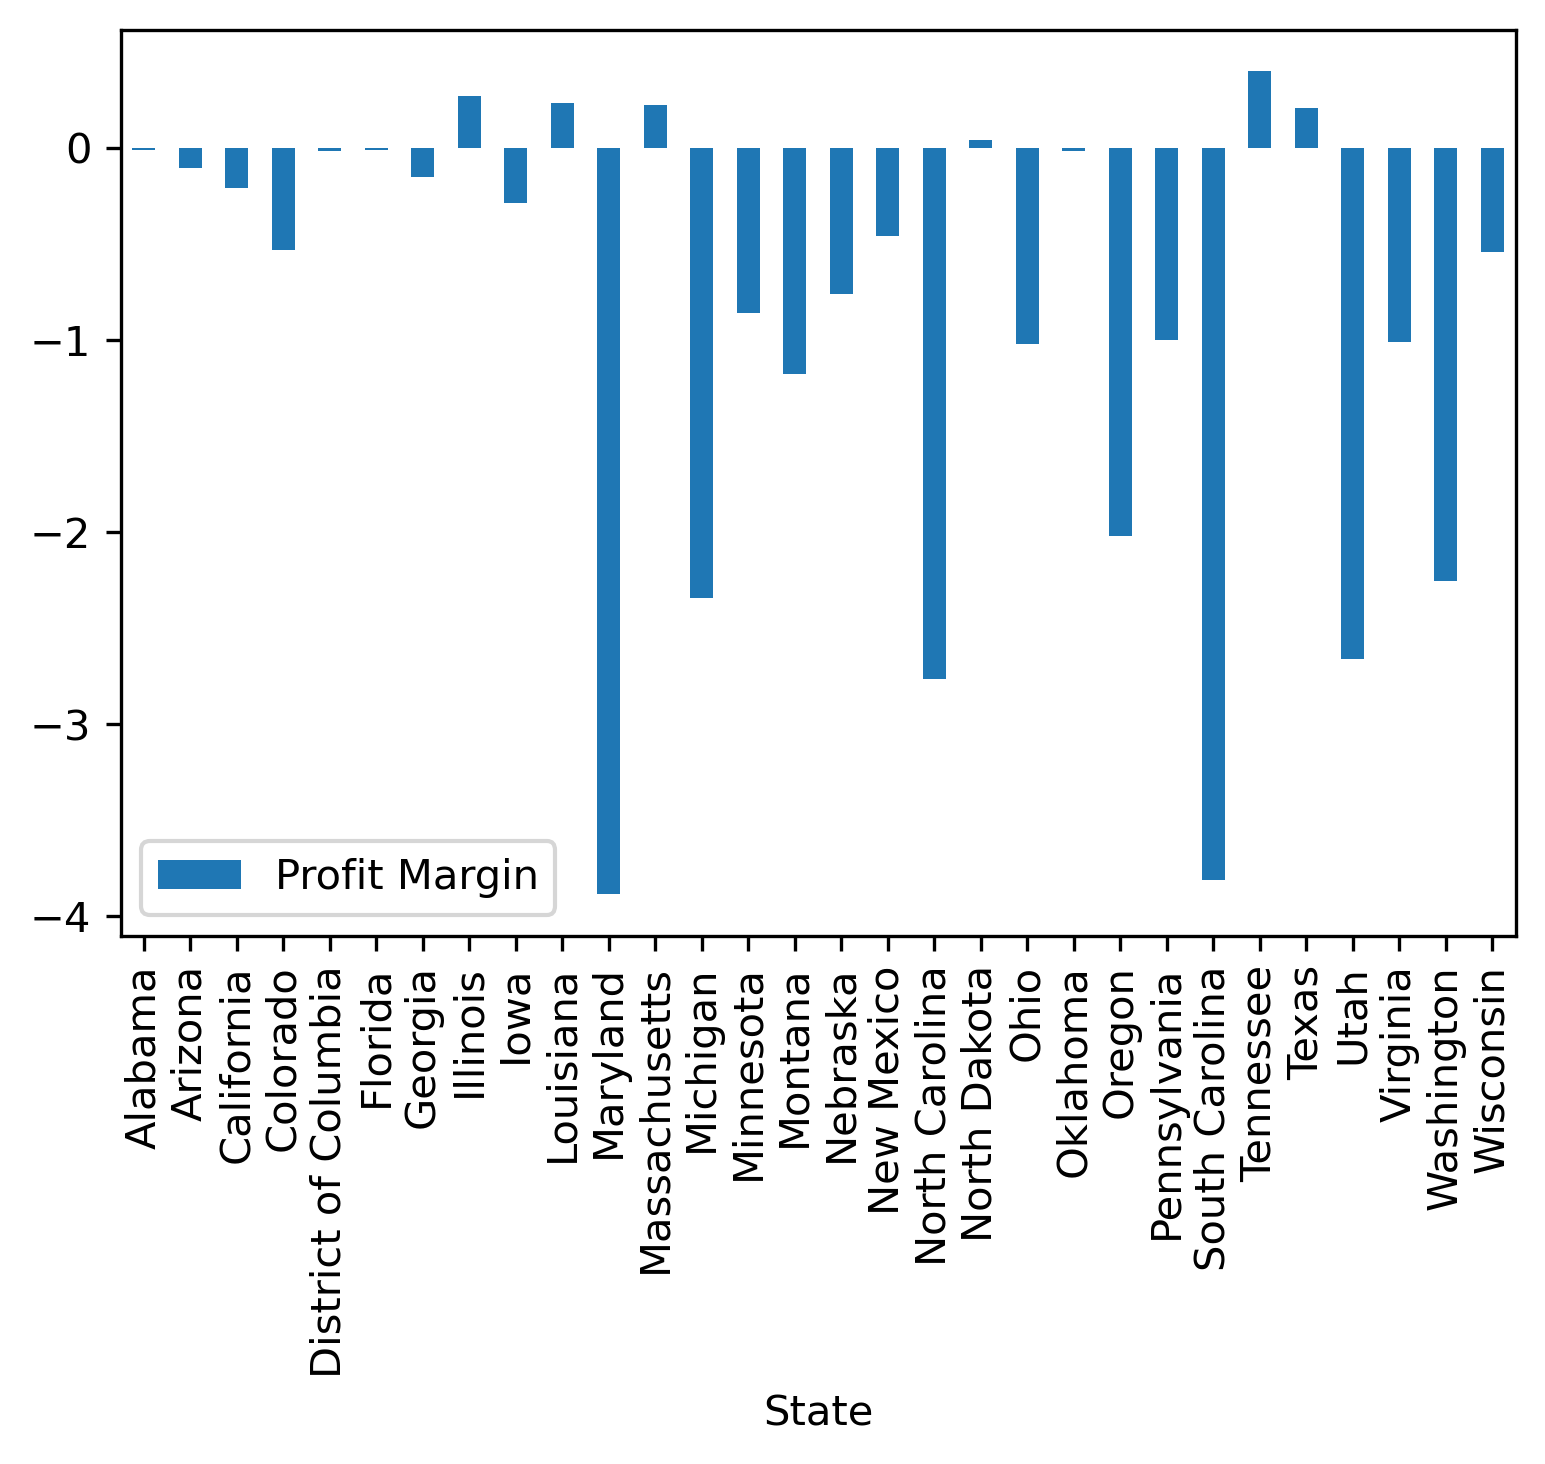 0
−1
−2
−3
−4
Profit Margin
Alabama
Arizona
California
Colorado
District of Columbia
Florida
Georgia
Illinois
Iowa
Louisiana
Maryland
Massachusetts
Michigan
Minnesota
Montana
Nebraska
New Mexico
North Carolina
North Dakota
Ohio
Oklahoma
Oregon
Pennsylvania
South Carolina
Tennessee
Texas
Utah
Virginia
Washington
Wisconsin
State